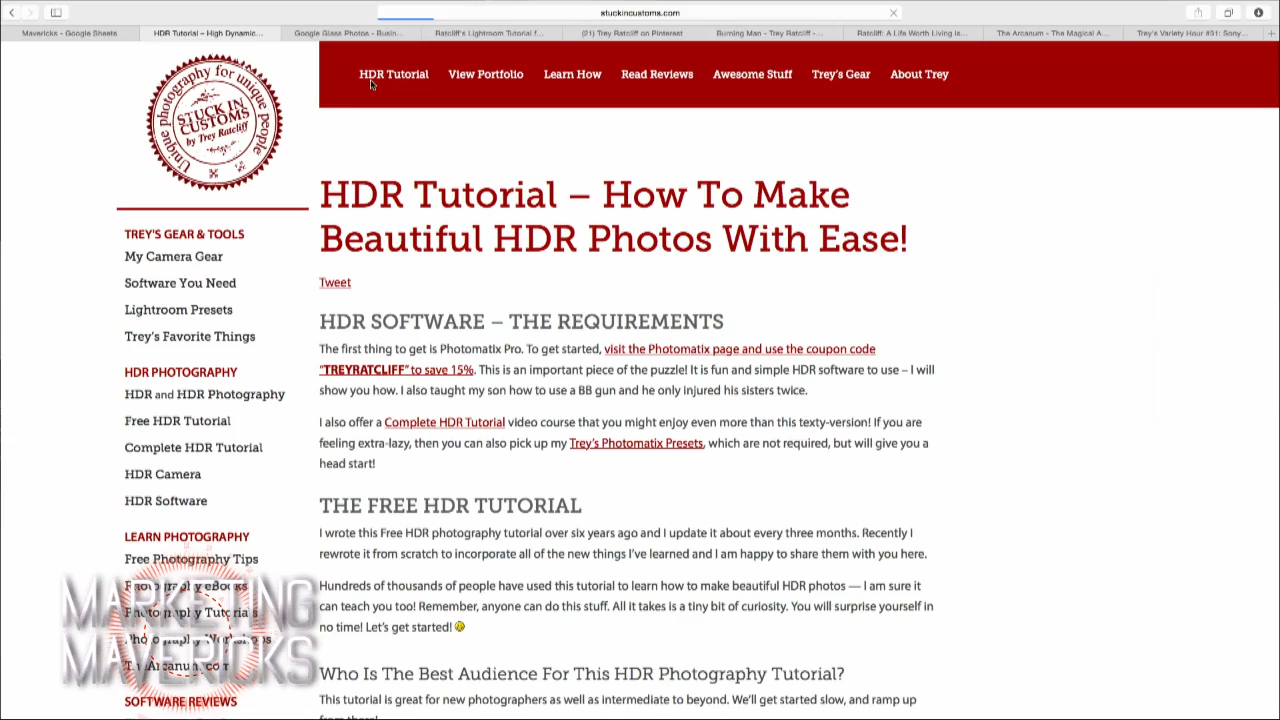 stuckincustoms.com
Mavericks - Google Sheets
HDR Tutorial – High Dynamic...
Google Glass Photos - Busin...
Ratcliff's Lightroom Tutorial f...
(21) Trey Ratcliff on Pinterest
Burning Man - Trey Ratcliff -...
Ratcliff: A Life Worth Living is...
The Arcanum - The Magical A...
Trey's Variety Hour #91: Sony...
Unique photography for unique people
STUCK IN
CUSTOMS
by Trey Ratcliff
HDR Tutorial
View Portfolio
Learn How
Read Reviews
Awesome Stuff
Trey's Gear
About Trey
TREY'S GEAR & TOOLS
My Camera Gear
Software You Need
Lightroom Presets
Trey's Favorite Things
HDR PHOTOGRAPHY
HDR and HDR Photography
Free HDR Tutorial
Complete HDR Tutorial
HDR Camera
HDR Software
LEARN PHOTOGRAPHY
Free Photography Tips
Photography eBooks
Photography Tutorials
Photography Workshops
TheArcanum.com
SOFTWARE REVIEWS
HDR Tutorial – How To Make
Beautiful HDR Photos With Ease!
Tweet
HDR SOFTWARE – THE REQUIREMENTS
The first thing to get is Photomatix Pro. To get started, visit the Photomatix page and use the coupon code
"TREYRATCLIFF" to save 15%. This is an important piece of the puzzle! It is fun and simple HDR software to use – I will
show you how. I also taught my son how to use a BB gun and he only injured his sisters twice.
I also offer a Complete HDR Tutorial video course that you might enjoy even more than this texty-version! If you are
feeling extra-lazy, then you can also pick up my Trey's Photomatix Presets, which are not required, but will give you a
head start!
THE FREE HDR TUTORIAL
I wrote this Free HDR photography tutorial over six years ago and I update it about every three months. Recently I
rewrote it from scratch to incorporate all of the new things I've learned and I am happy to share them with you here.
Hundreds of thousands of people have used this tutorial to learn how to make beautiful HDR photos — I am sure it
can teach you too! Remember, anyone can do this stuff. All it takes is a tiny bit of curiosity. You will surprise yourself in
no time! Let's get started!
Who Is The Best Audience For This HDR Photography Tutorial?
This tutorial is great for new photographers as well as intermediate to beyond. We'll get started slow, and ramp up
from there!
MARKETING
MAVERICKS